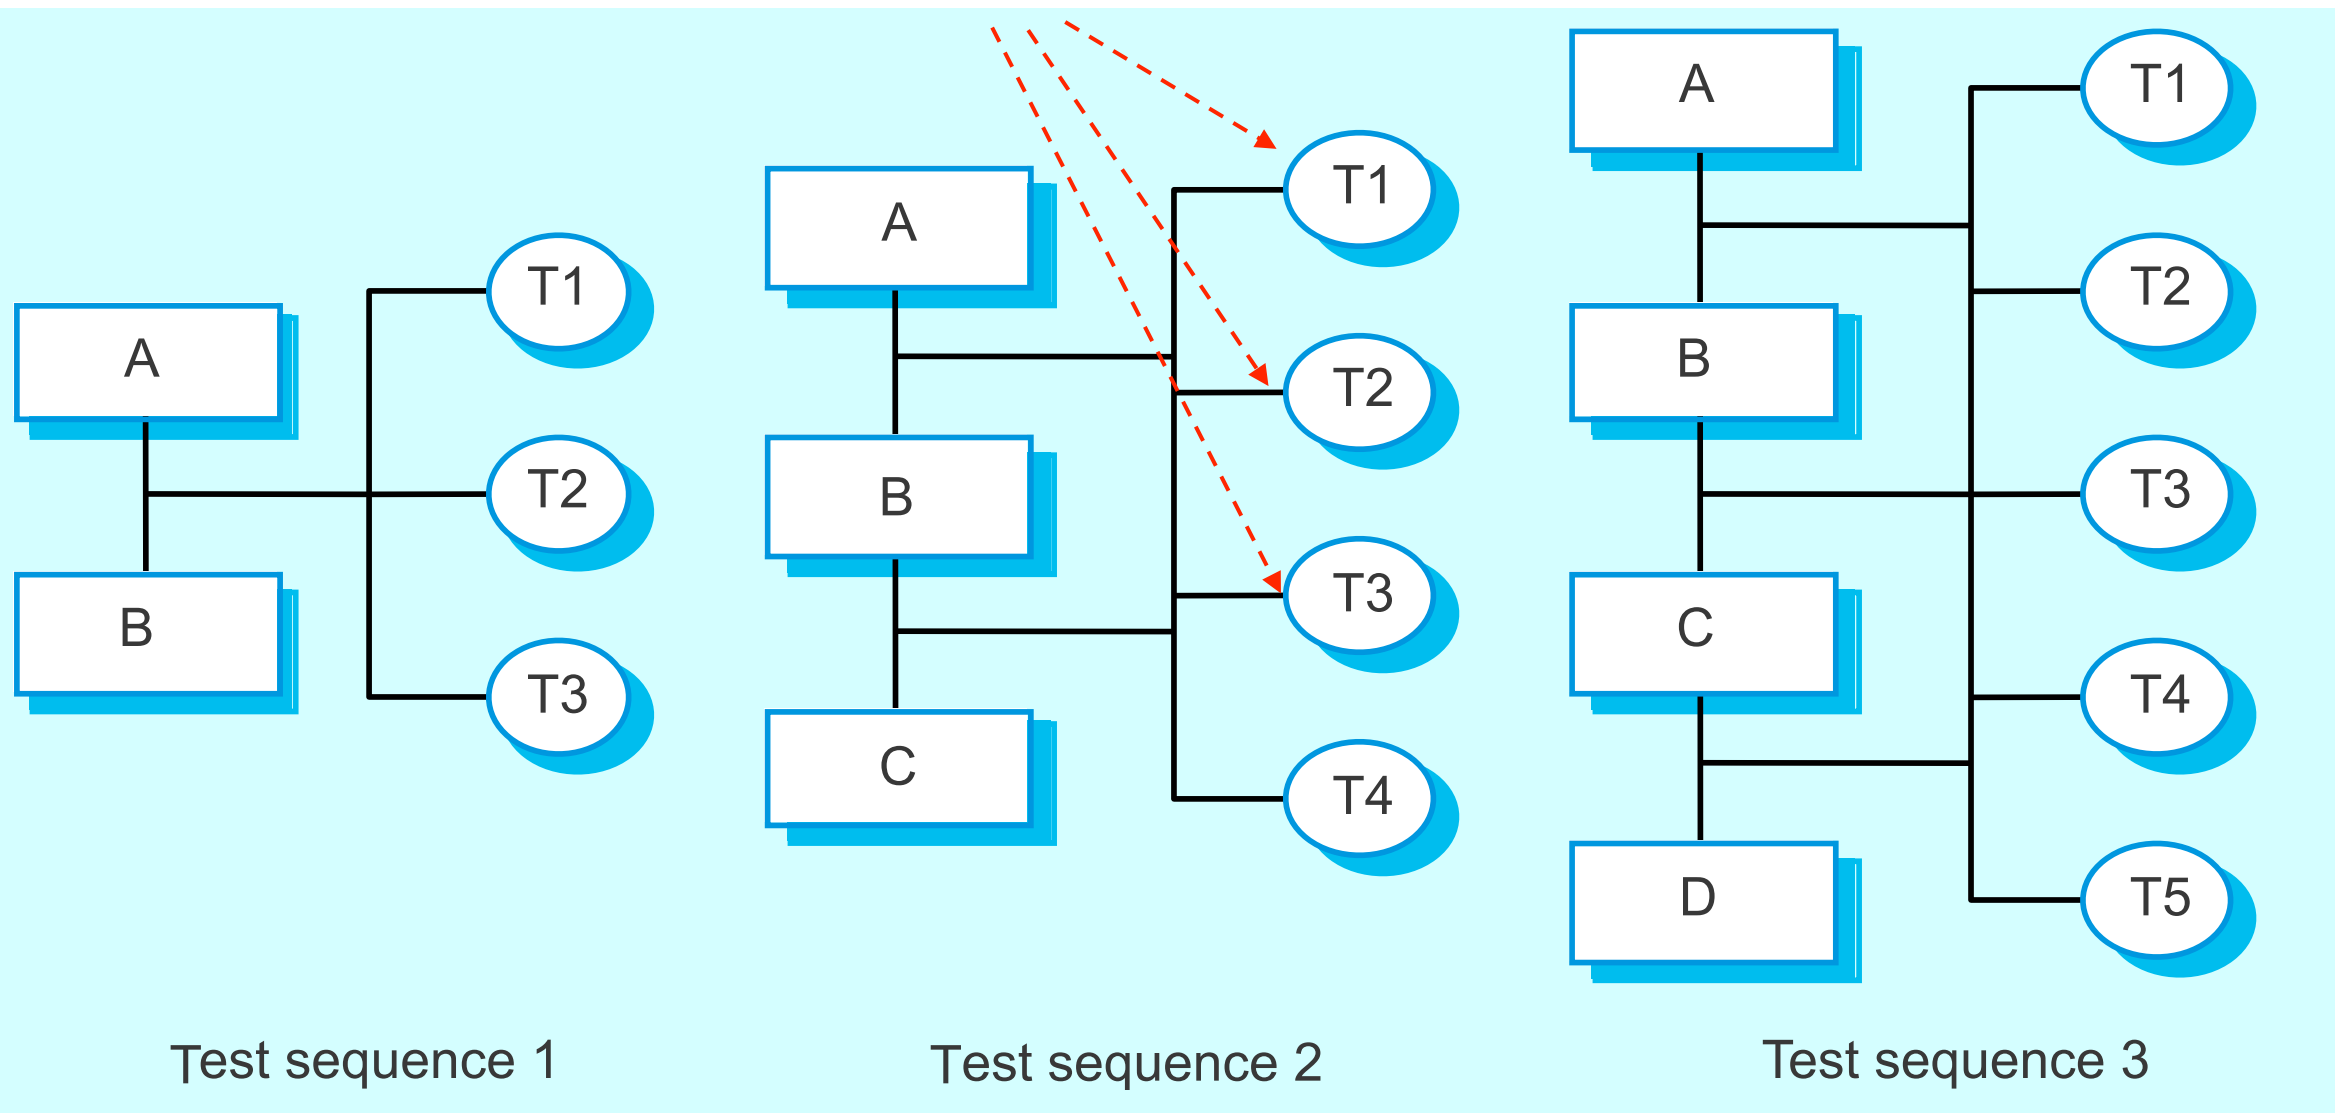 A
B
T1
T2
T3
Test sequence 1
A
B
C
T1
T2
T3
T4
Test sequence 2
A
B
C
D
T1
T2
T3
T4
T5
Test sequence 3